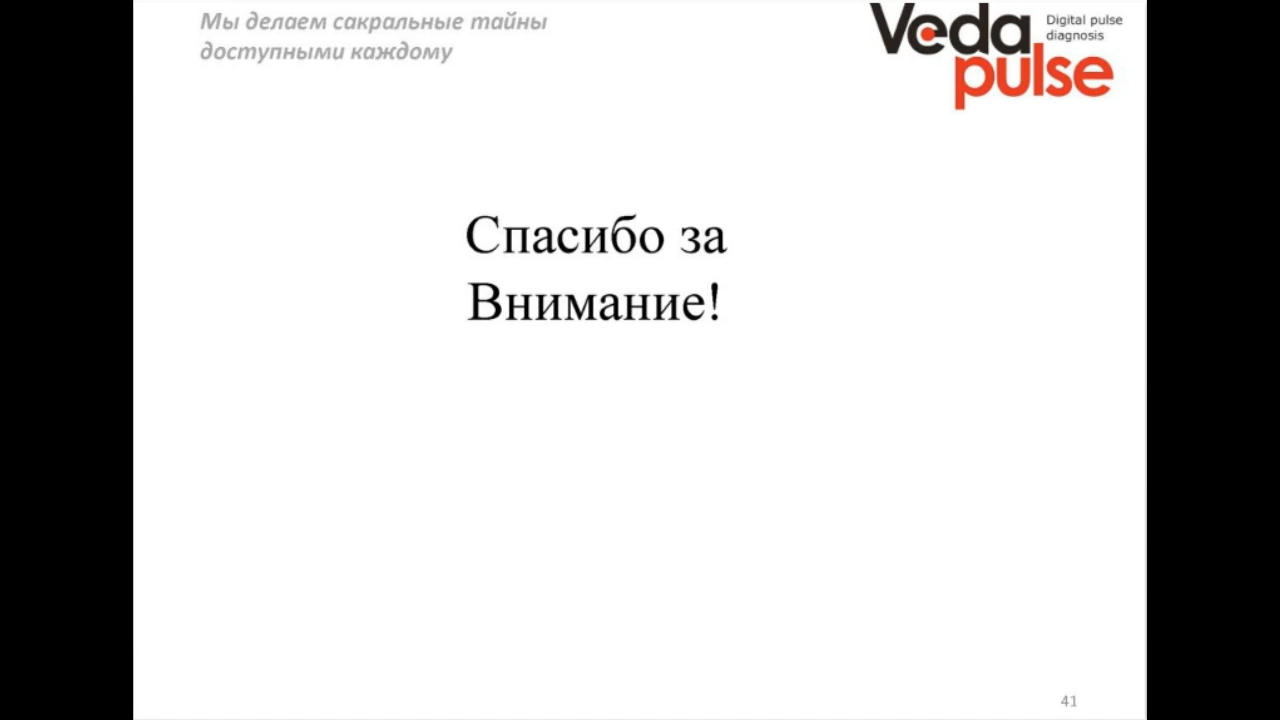 Мы делаем сакральные тайны
доступными каждому
Veda
pulse
Digital pulse
diagnosis
Спасибо за
Внимание!
41